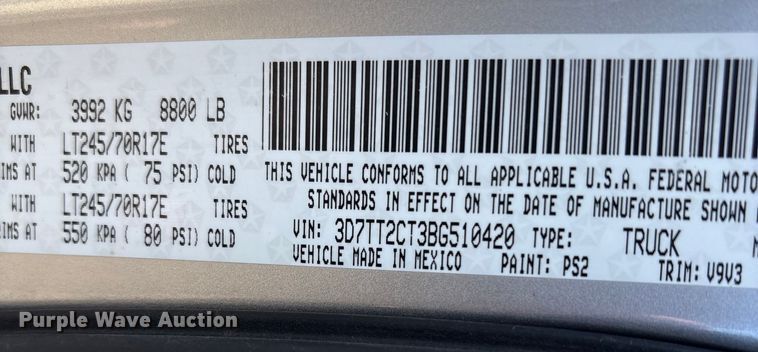 LLC
GVWR: 3992 KG 8800 LB
WITH LT245/70R17E TIRES
IMS AT 520 KPA ( 75 PSI) COLD
WITH LT245/70R17E TIRES
IMS AT 550 KPA ( 80 PSI) COLD
THIS VEHICLE CONFORMS TO ALL APPLICABLE U.S.A. FEDERAL MOTO
STANDARDS IN EFFECT ON THE DATE OF MANUFACTURE SHOWN
VIN: 3D7TT2CT3BG510420 TYPE: TRUCK
VEHICLE MADE IN MEXICO PAINT: PS2 TRIM: V9V3
Purple Wave Auction